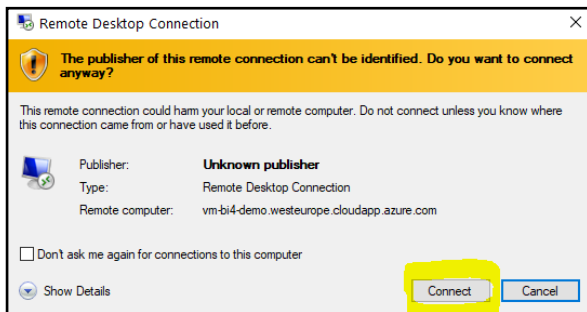 Remote Desktop Connection
The publisher of this remote connection can't be identified. Do you want to connect
anyway?
This remote connection could harm your local or remote computer. Do not connect unless you know where
this connection came from or have used it before.
Publisher: Unknown publisher
Type: Remote Desktop Connection
Remote computer: vm-bi4-demo.westeurope.cloudapp.azure.com
Don't ask me again for connections to this computer
Show Details Connect Cancel